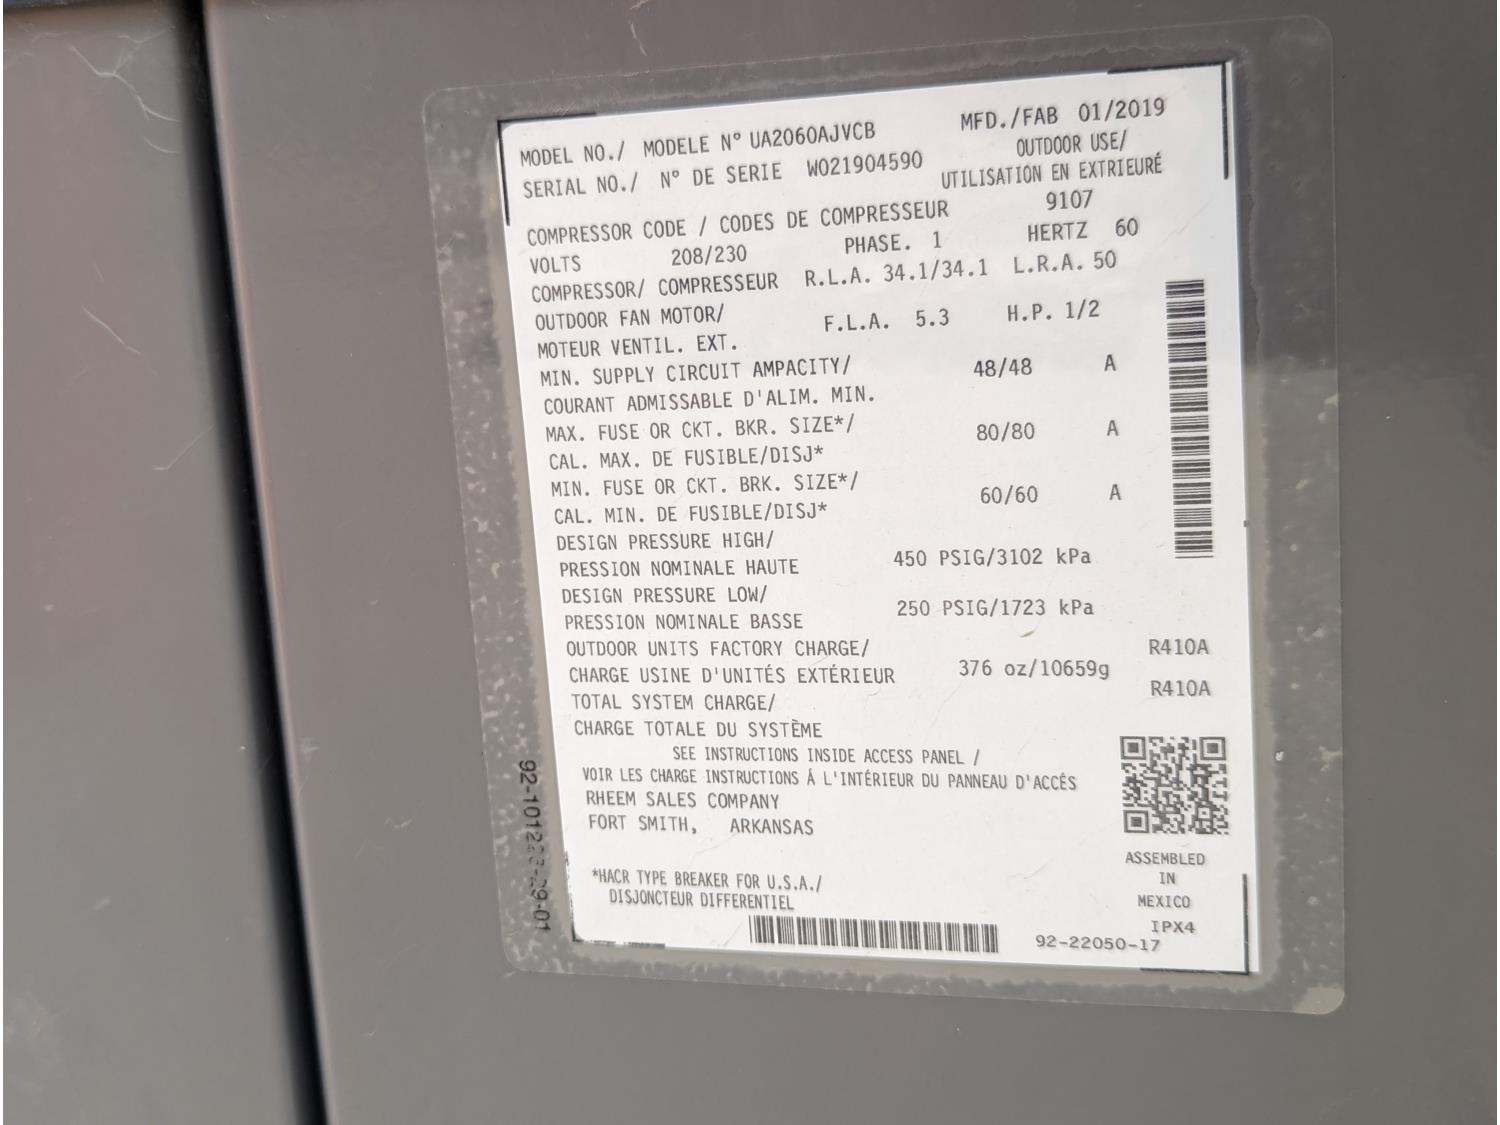 MODEL NO./ MODELE N° UA2060AJVCB MFD./FAB 01/2019
SERIAL NO./ N° DE SERIE W021904590 OUTDOOR USE/
UTILISATION EN EXTRIEURÉ
COMPRESSOR CODE / CODES DE COMPRESSEUR 9107
VOLTS 208/230 PHASE. 1 HERTZ 60
COMPRESSOR/ COMPRESSEUR R.L.A. 34.1/34.1 L.R.A. 50
OUTDOOR FAN MOTOR/
MOTEUR VENTIL. EXT. F.L.A. 5.3 H.P. 1/2
MIN. SUPPLY CIRCUIT AMPACITY/
COURANT ADMISSABLE D'ALIM. MIN. 48/48 A
MAX. FUSE OR CKT. BKR. SIZE*/
CAL. MAX. DE FUSIBLE/DISJ* 80/80 A
MIN. FUSE OR CKT. BRK. SIZE*/
CAL. MIN. DE FUSIBLE/DISJ* 60/60 A
DESIGN PRESSURE HIGH/
PRESSION NOMINALE HAUTE 450 PSIG/3102 kPa
DESIGN PRESSURE LOW/
PRESSION NOMINALE BASSE 250 PSIG/1723 kPa
OUTDOOR UNITS FACTORY CHARGE/ R410A
CHARGE USINE D'UNITÉS EXTÉRIEUR 376 oz/10659g
TOTAL SYSTEM CHARGE/ R410A
CHARGE TOTALE DU SYSTÈME
SEE INSTRUCTIONS INSIDE ACCESS PANEL /
VOIR LES CHARGE INSTRUCTIONS Á L'INTÉRIEUR DU PANNEAU D'ACCÉS
RHEEM SALES COMPANY
FORT SMITH, ARKANSAS
ASSEMBLED
IN
MEXICO
IPX4
*HACR TYPE BREAKER FOR U.S.A./
DISJONCTEUR DIFFERENTIEL
92-22050-17